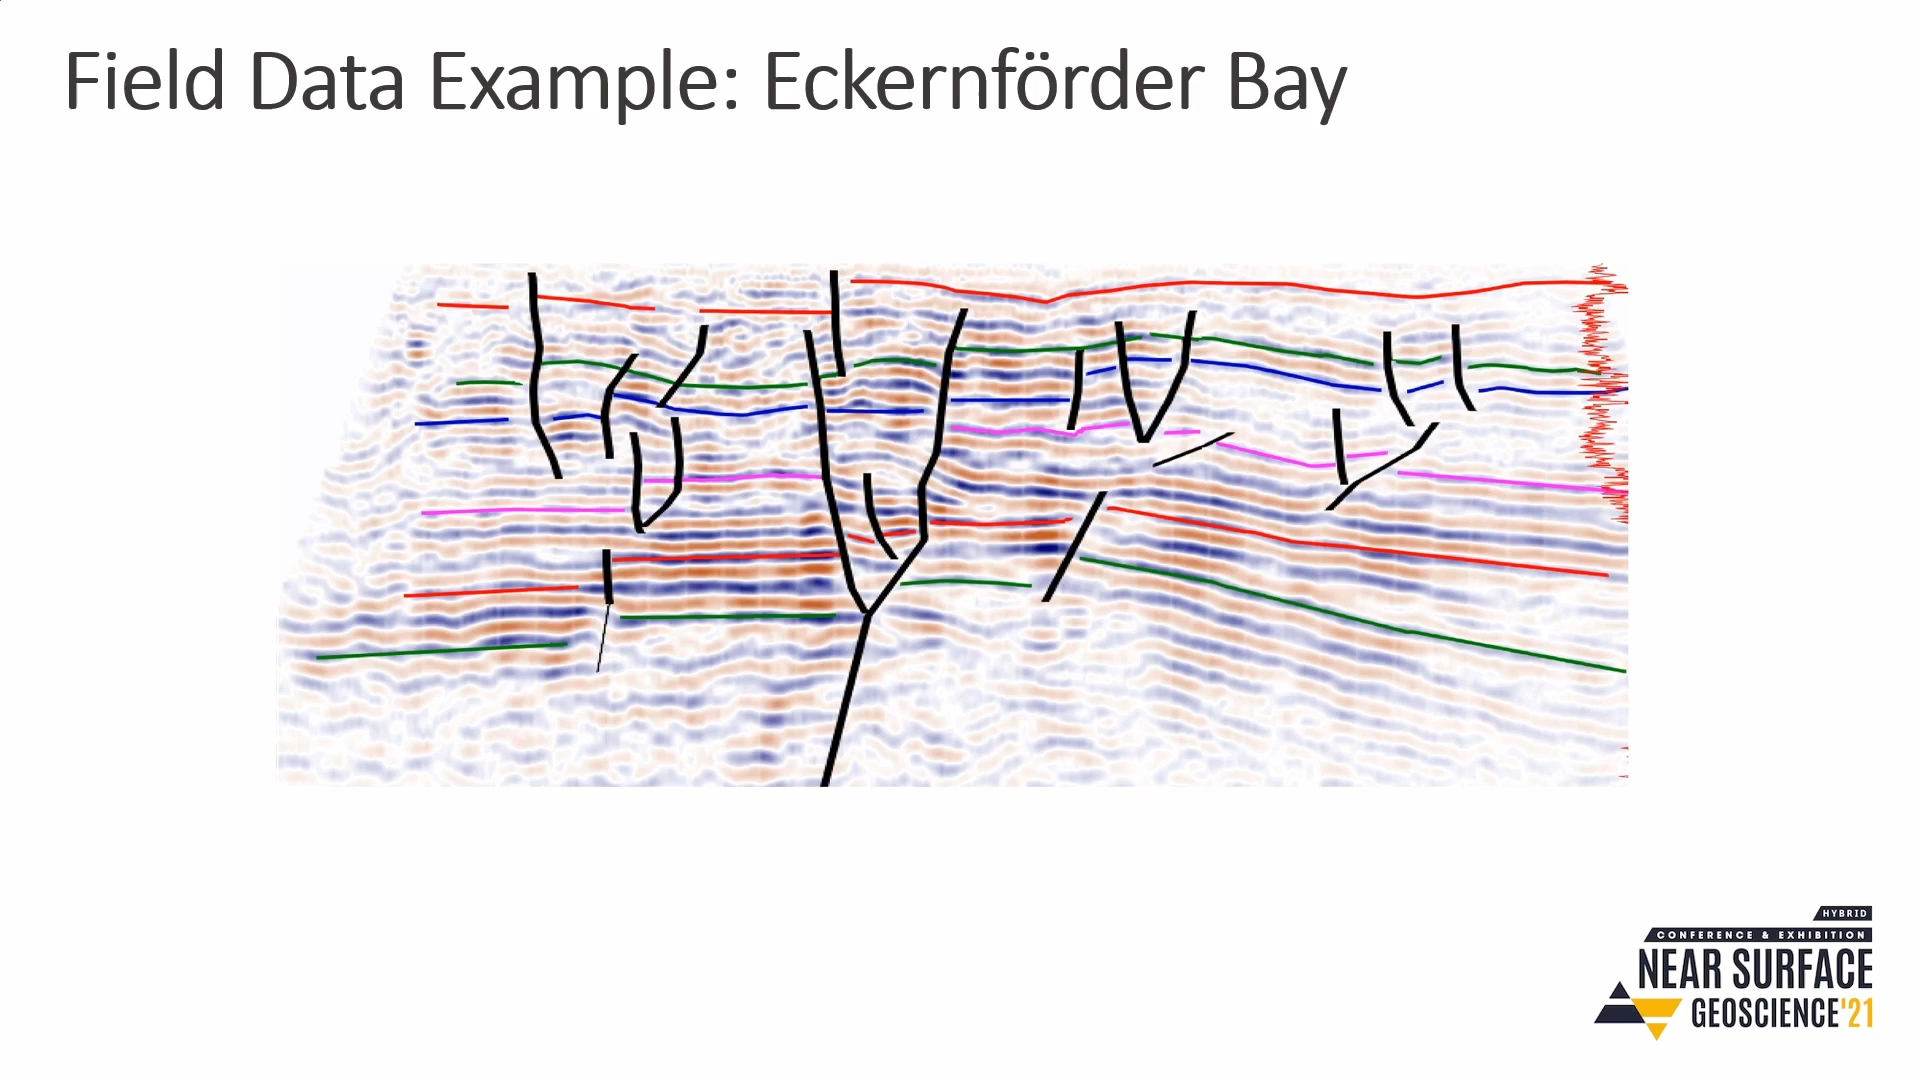 Field Data Example: Eckernförder Bay
HYBRID
CONFERENCE & EXHIBITION
NEAR SURFACE
GEOSCIENCE'21